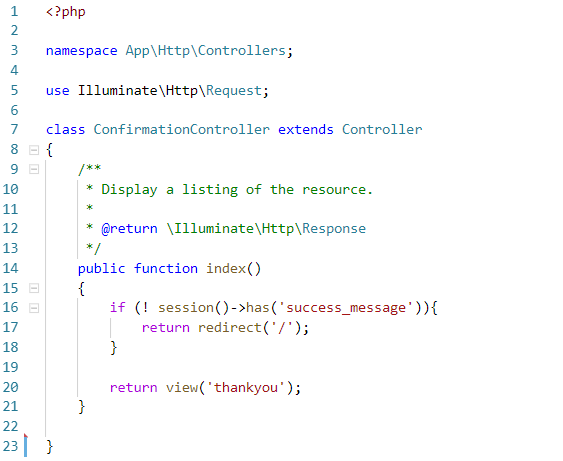 1 <?php
2
3 namespace App\Http\Controllers;
4
5 use Illuminate\Http\Request;
6
7 class ConfirmationController extends Controller
8 {
9     /**
10      * Display a listing of the resource.
11      *
12      * @return \Illuminate\Http\Response
13      */
14     public function index()
15     {
16         if (! session()->has('success_message')){
17             return redirect('/');
18         }
19
20         return view('thankyou');
21     }
22
23 }